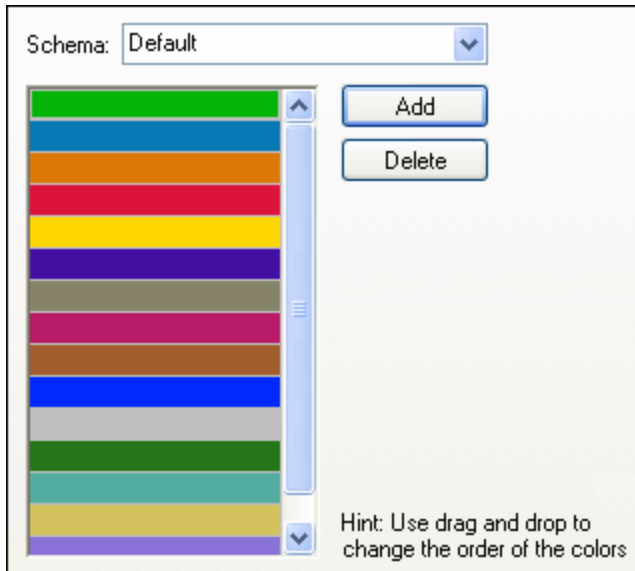 Schema: Default
Add
Delete
Hint: Use drag and drop to
change the order of the colors